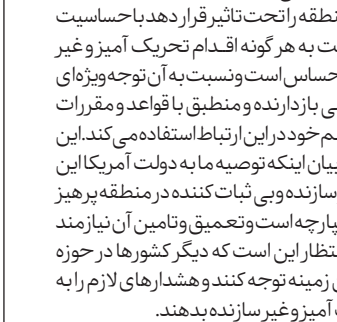 منطقه را تحت تاثیر قرار دهد با حساسیت
ت به هر گونه اقدام تحریک آمیز و غیر
حساس است ونسبت به آن توجه ویژه‌ای
ی بازدارنده و منطبق با قواعد و مقررات
م خود در این ارتباط استفاده می کند. این
بیان اینکه توصیه ما به دولت آمریکا این
سازنده وبی ثبات کننده در منطقه پرهیز
پارچه است و تعمیق و تامین آن نیازمند
نتظار این است که دیگر کشورها در حوزه
ی زمینه توجه کنند و هشدارهای لازم را به
ت آمیز و غیر سازنده بدهند.